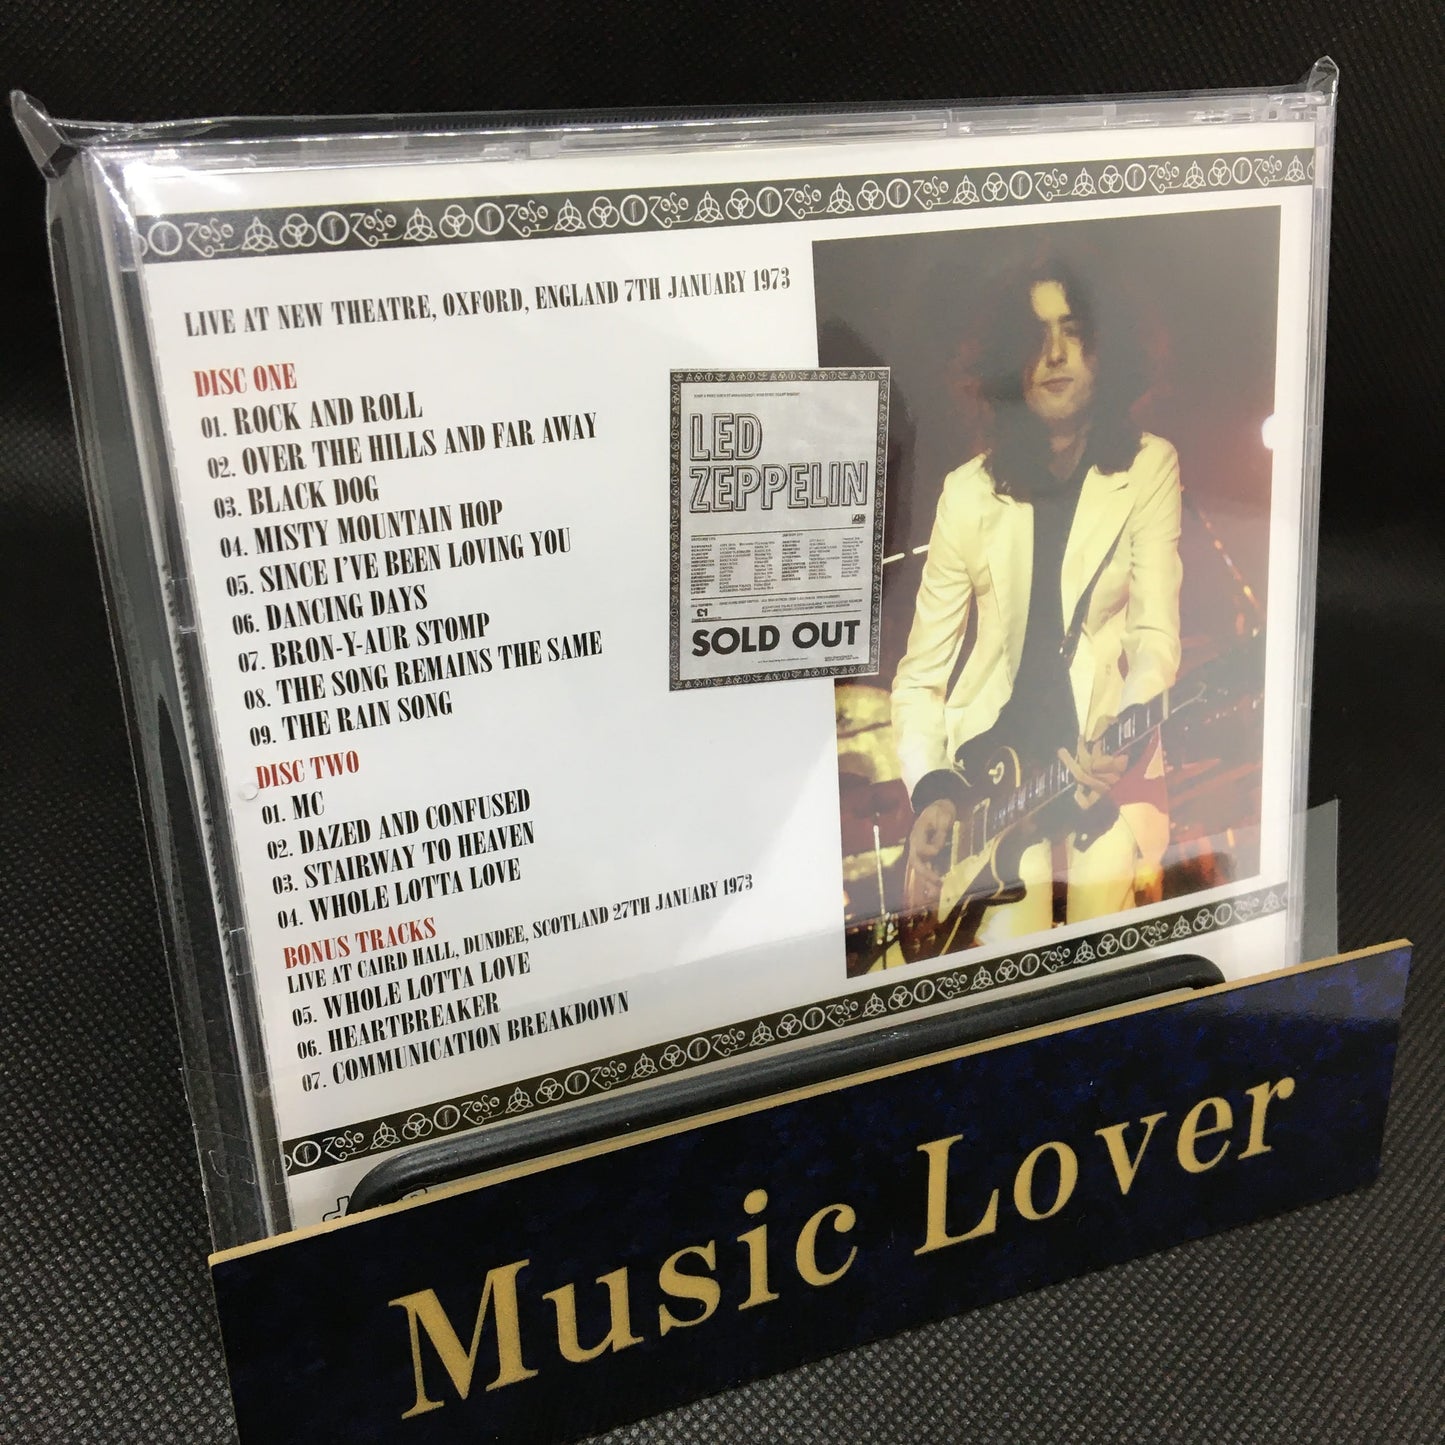 LIVE AT NEW THEATRE, OXFORD, ENGLAND 7TH JANUARY 1973
DISC ONE
01. ROCK AND ROLL
02. OVER THE HILLS AND FAR AWAY
03. BLACK DOG
04. MISTY MOUNTAIN HOP
05. SINCE I'VE BEEN LOVING YOU
06. DANCING DAYS
07. BRON-Y-AUR STOMP
08. THE SONG REMAINS THE SAME
09. THE RAIN SONG
DISC TWO
01. MC
02. DAZED AND CONFUSED
03. STAIRWAY TO HEAVEN
04. WHOLE LOTTA LOVE
BONUS TRACKS
LIVE AT CAIRD HALL, DUNDEE, SCOTLAND 27TH JANUARY 1973
05. WHOLE LOTTA LOVE
06. HEARTBREAKER
07. COMMUNICATION BREAKDOWN
LED
ZEPPELIN
SOLD OUT
Music Lover